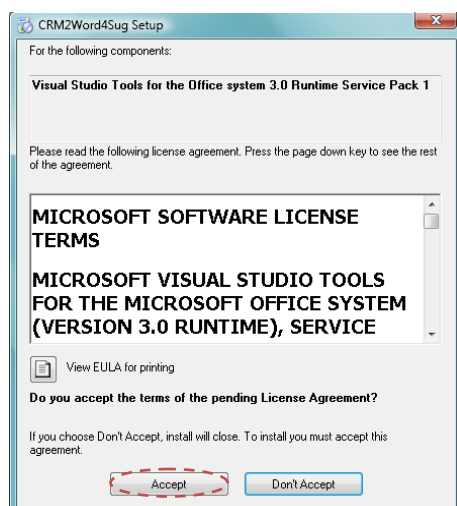 CRM2Word4Sug Setup
For the following components:
Visual Studio Tools for the Office system 3.0 Runtime Service Pack 1
Please read the following license agreement. Press the page down key to see the rest
of the agreement.
MICROSOFT SOFTWARE LICENSE
TERMS
MICROSOFT VISUAL STUDIO TOOLS
FOR THE MICROSOFT OFFICE SYSTEM
(VERSION 3.0 RUNTIME), SERVICE
View EULA for printing
Do you accept the terms of the pending License Agreement?
If you choose Don't Accept, install will close. To install you must accept this
agreement.
Accept Don't Accept